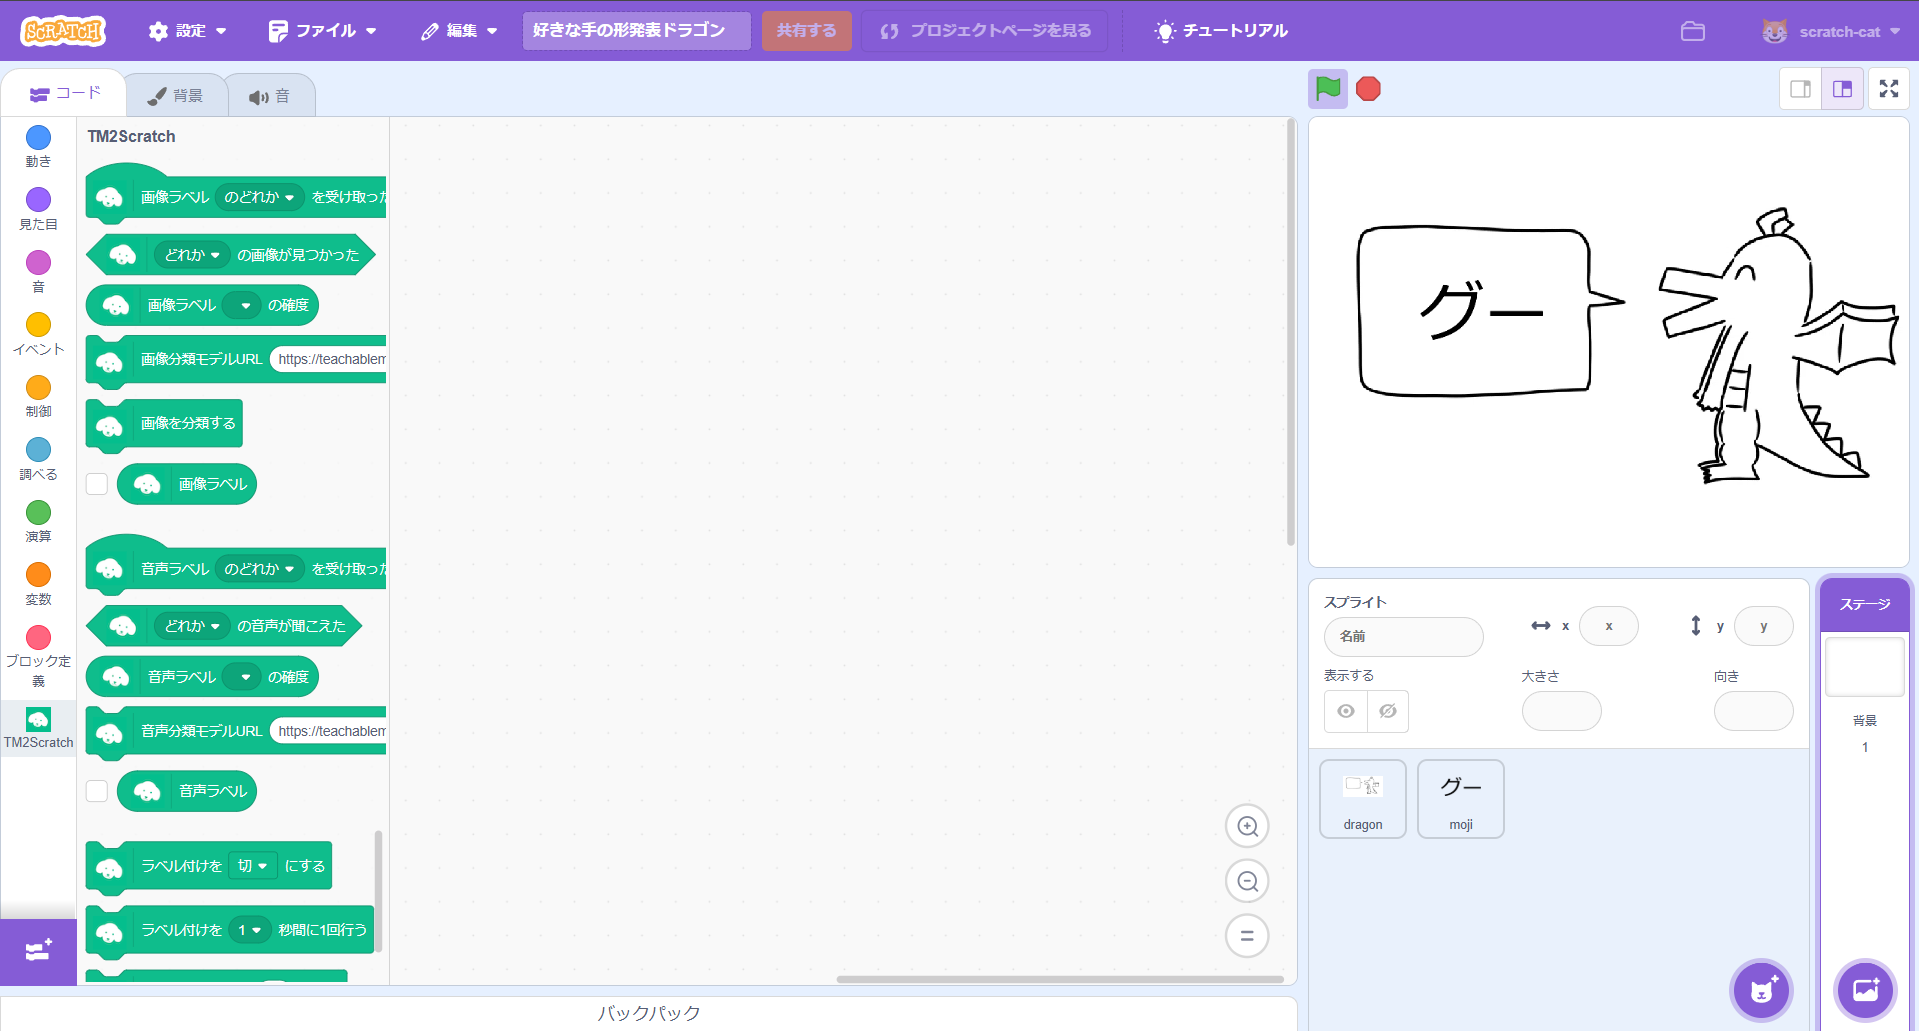 SCRATCH 設定 ファイル 編集 好きな手の形発表ドラゴン 共有する プロジェクトページを見る チュートリアル scratch-cat
コード 背景 音
動き
見た目
音
イベント
制御
調べる
演算
変数
ブロック定
義
TM2Scratch
TM2Scratch
画像ラベル のどれか を受け取った
どれか の画像が見つかった
画像ラベル の確度
画像分類モデルURL https://teachablem
画像を分類する
画像ラベル
音声ラベル のどれか を受け取った
どれか の音声が聞こえた
音声ラベル の確度
音声分類モデルURL https://teachablem
音声ラベル
ラベル付けを 切 にする
ラベル付けを 1 秒間に1回行う
バックパック
グー
スプライト
名前
x x
y y
表示する
大きさ
向き
グー
dragon moji
ステージ
背景
1